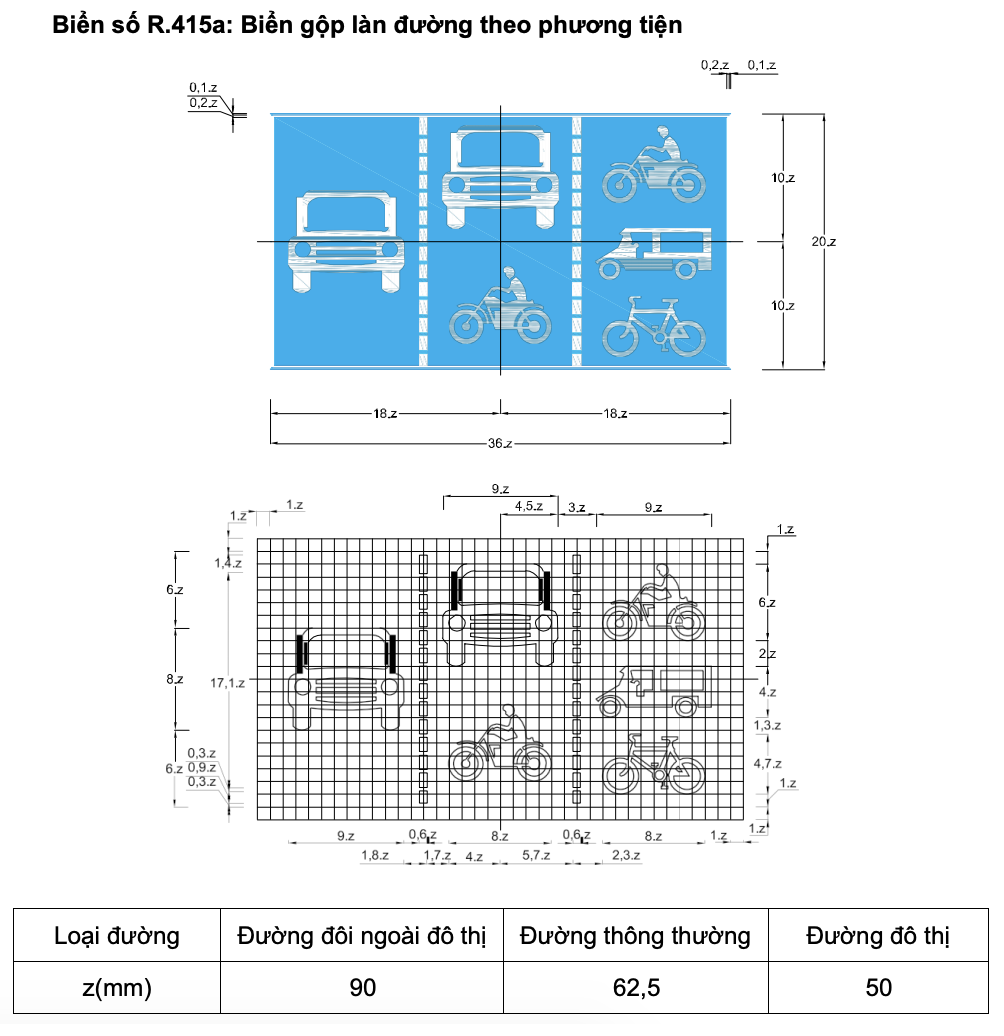 Biển số R.415a: Biển gộp làn đường theo phương tiện
0,2.z 0,1.z
0,1.z
0,2.z
10.z
20.z
10.z
18.z 18.z
36.z
9.z
4,5.z 3.z 9.z
1.z 1.z
1.z
1,4.z
6.z
6.z
2.z
8.z 17,1.z
4.z
1,3.z
0,3.z
6.z 0,9.z
0,3.z
4,7.z
1.z
1.z
9.z 0,6.z 8.z 0,6.z 8.z 1.z
1,8.z 1,7.z 4.z 5,7.z 2,3.z
Loại đường Đường đôi ngoài đô thị Đường thông thường Đường đô thị
z(mm) 90 62,5 50